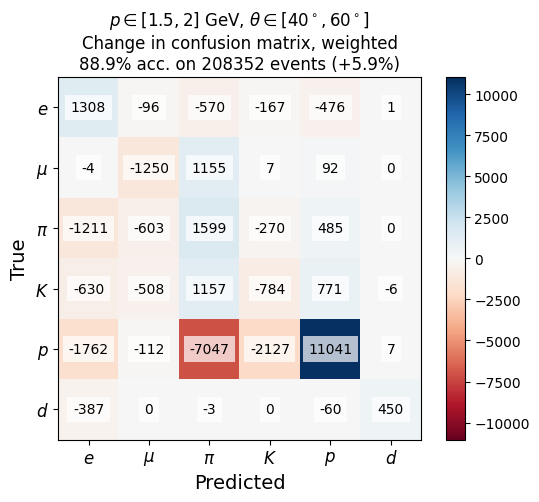 p ∈ [1.5, 2] GeV, θ ∈ [40°, 60°]
Change in confusion matrix, weighted
88.9% acc. on 208352 events (+5.9%)
e 1308 -96 -570 -167 -476 1
μ -4 -1250 1155 7 92 0
π -1211 -603 1599 -270 485 0
K -630 -508 1157 -784 771 -6
p -1762 -112 -7047 -2127 11041 7
d -387 0 -3 0 -60 450
e μ π K p d
True
Predicted
10000
7500
5000
2500
0
−2500
−5000
−7500
−10000